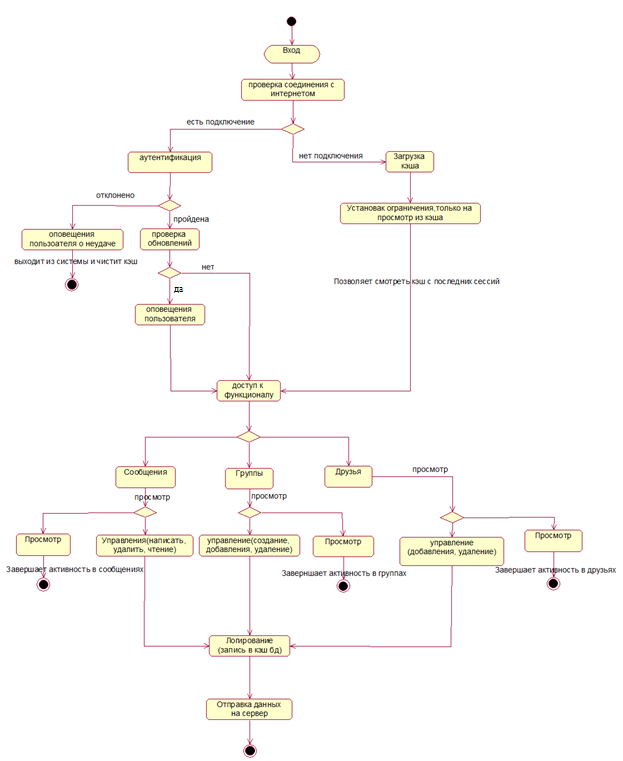 Вход
проверка соединения с
интернетом
есть подключение
нет подключения
аутентификация
Загрузка
кэша
отклонено
пройдена
Установак ограничения,только на
просмотр из кэша
оповещения
пользоателя о неудаче
проверка
обновлений
выходит из системы и чистит кэш
нет
да
Позволяет смотреть кэш с последних сессий
оповещения
пользователя
доступ к
функционалу
Сообщения
Группы
Друзья
просмотр
просмотр
просмотр
Просмотр
Управления(написать,
удалить, чтение)
управление(создание,
добавления, удаление)
Просмотр
управление
(добавления, удаление)
Просмотр
Завершает активность в сообщениях
Заверншает активность в группах
Завершает активность в друзьях
Логирование
(запись в кэш бд)
Отправка данных
на сервер